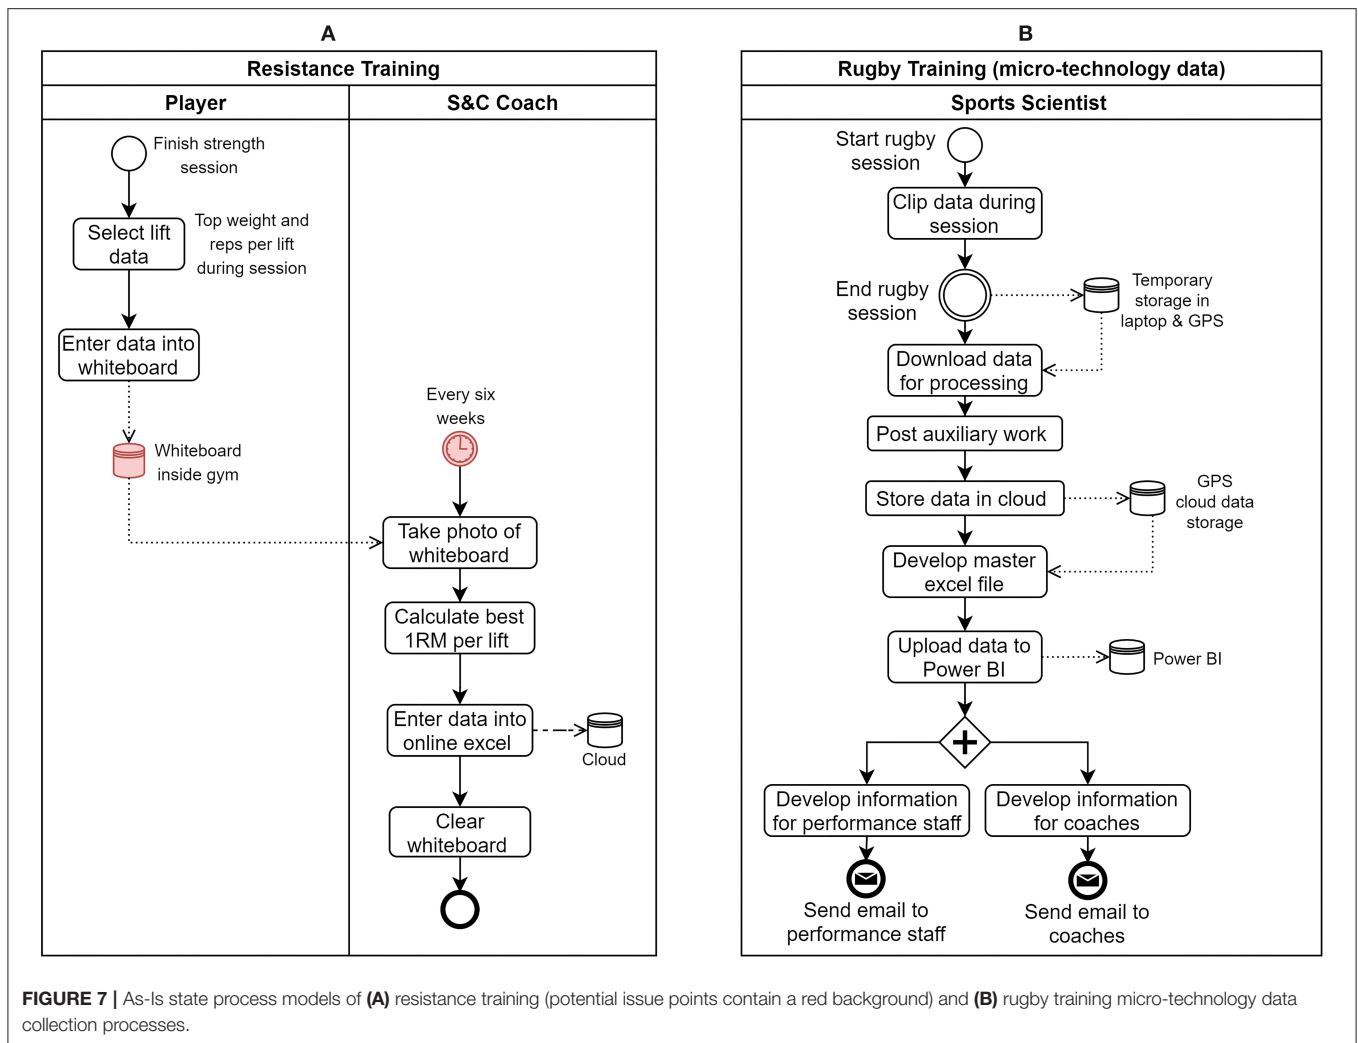 A
Resistance Training
Player
S&C Coach
Finish strength
session
Select lift
data
Top weight and
reps per lift
during session
Enter data into
whiteboard
Whiteboard
inside gym
Every six
weeks
Take photo of
whiteboard
Calculate best
1RM per lift
Enter data into
online excel
Cloud
Clear
whiteboard
B
Rugby Training (micro-technology data)
Sports Scientist
Start rugby
session
Clip data during
session
End rugby
session
Temporary
storage in
laptop & GPS
Download data
for processing
Post auxiliary work
Store data in cloud
GPS
cloud data
storage
Develop master
excel file
Upload data to
Power BI
Power BI
Develop information
for performance staff
Develop information
for coaches
Send email to
performance staff
Send email to
coaches
FIGURE 7 | As-Is state process models of (A) resistance training (potential issue points contain a red background) and (B) rugby training micro-technology data
collection processes.